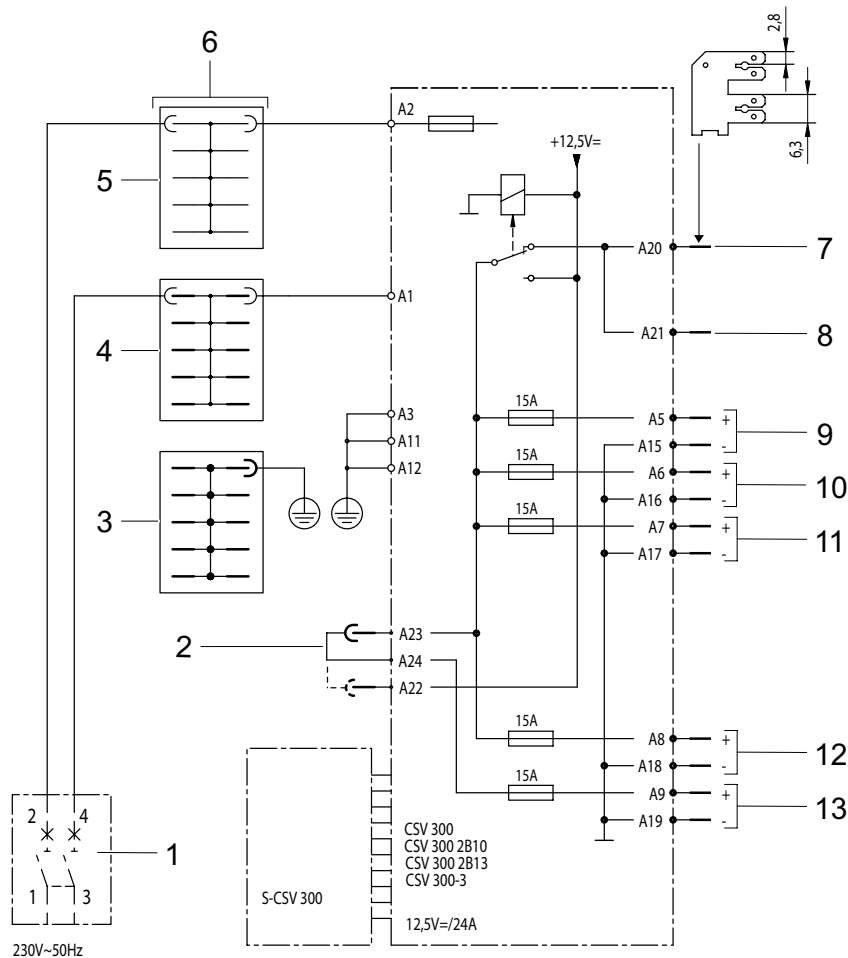 6
2,8
A2
+12,5V=
6,3
5
A20
7
A1
4
A21
8
15A
A3
A5
+
9
A11
A15
-
15A
A12
A6
+
10
A16
-
3
15A
A7
+
11
A17
-
2
A23
A24
A22
15A
A8
+
12
A18
-
15A
A9
+
13
A19
-
2
4
1
1
3
CSV 300
CSV 300 2B10
CSV 300 2B13
CSV 300-3
S-CSV 300
12,5V=/24A
230V~50Hz